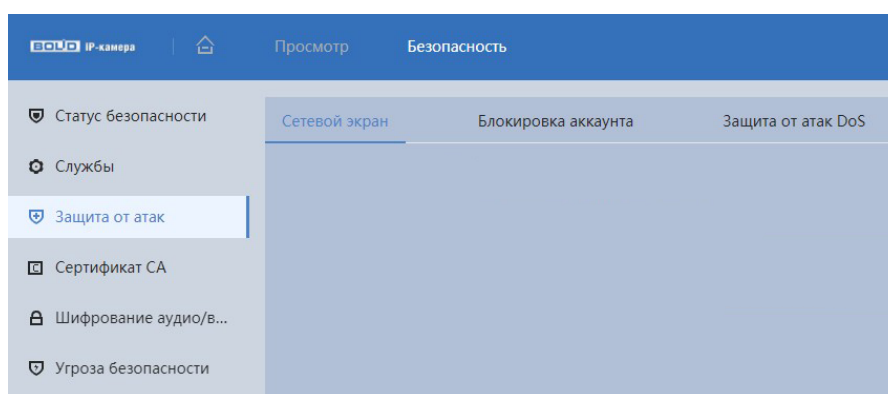 BOLID IP-камера
Просмотр
Безопасность
Статус безопасности
Службы
Защита от атак
Сертификат CA
Шифрование аудио/в...
Угроза безопасности
Сетевой экран
Блокировка аккаунта
Защита от атак DoS